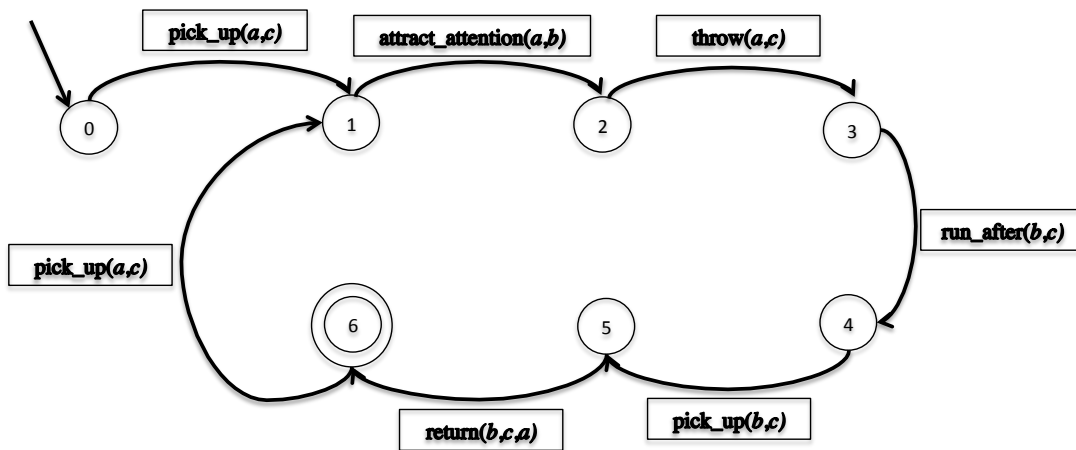 pick_up(a,c)
attract_attention(a,b)
throw(a,c)
0
1
2
3
run_after(b,c)
pick_up(a,c)
6
5
4
return(b,c,a)
pick_up(b,c)